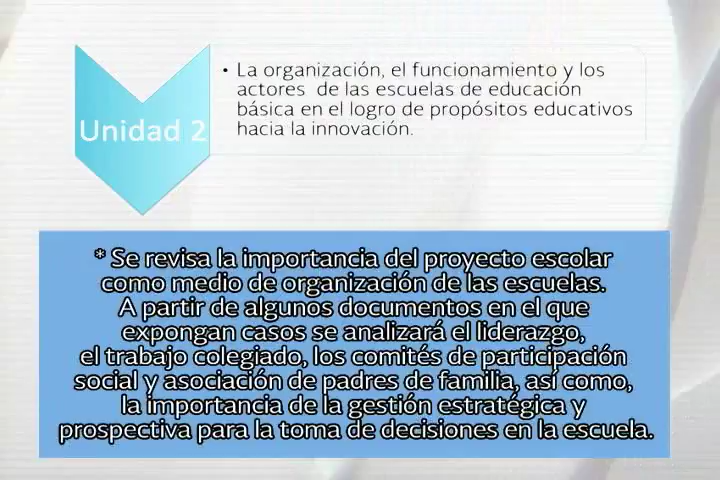 Unidad 2
• La organización, el funcionamiento y los
actores de las escuelas de educación
básica en el logro de propósitos educativos
hacia la innovación.
* Se revisa la importancia del proyecto escolar
como medio de organización de las escuelas.
A partir de algunos documentos en el que
expongan casos se analizará el liderazgo,
el trabajo colegiado, los comités de participación
social y asociación de padres de familia, así como,
la importancia de la gestión estratégica y
prospectiva para la toma de decisiones en la escuela.